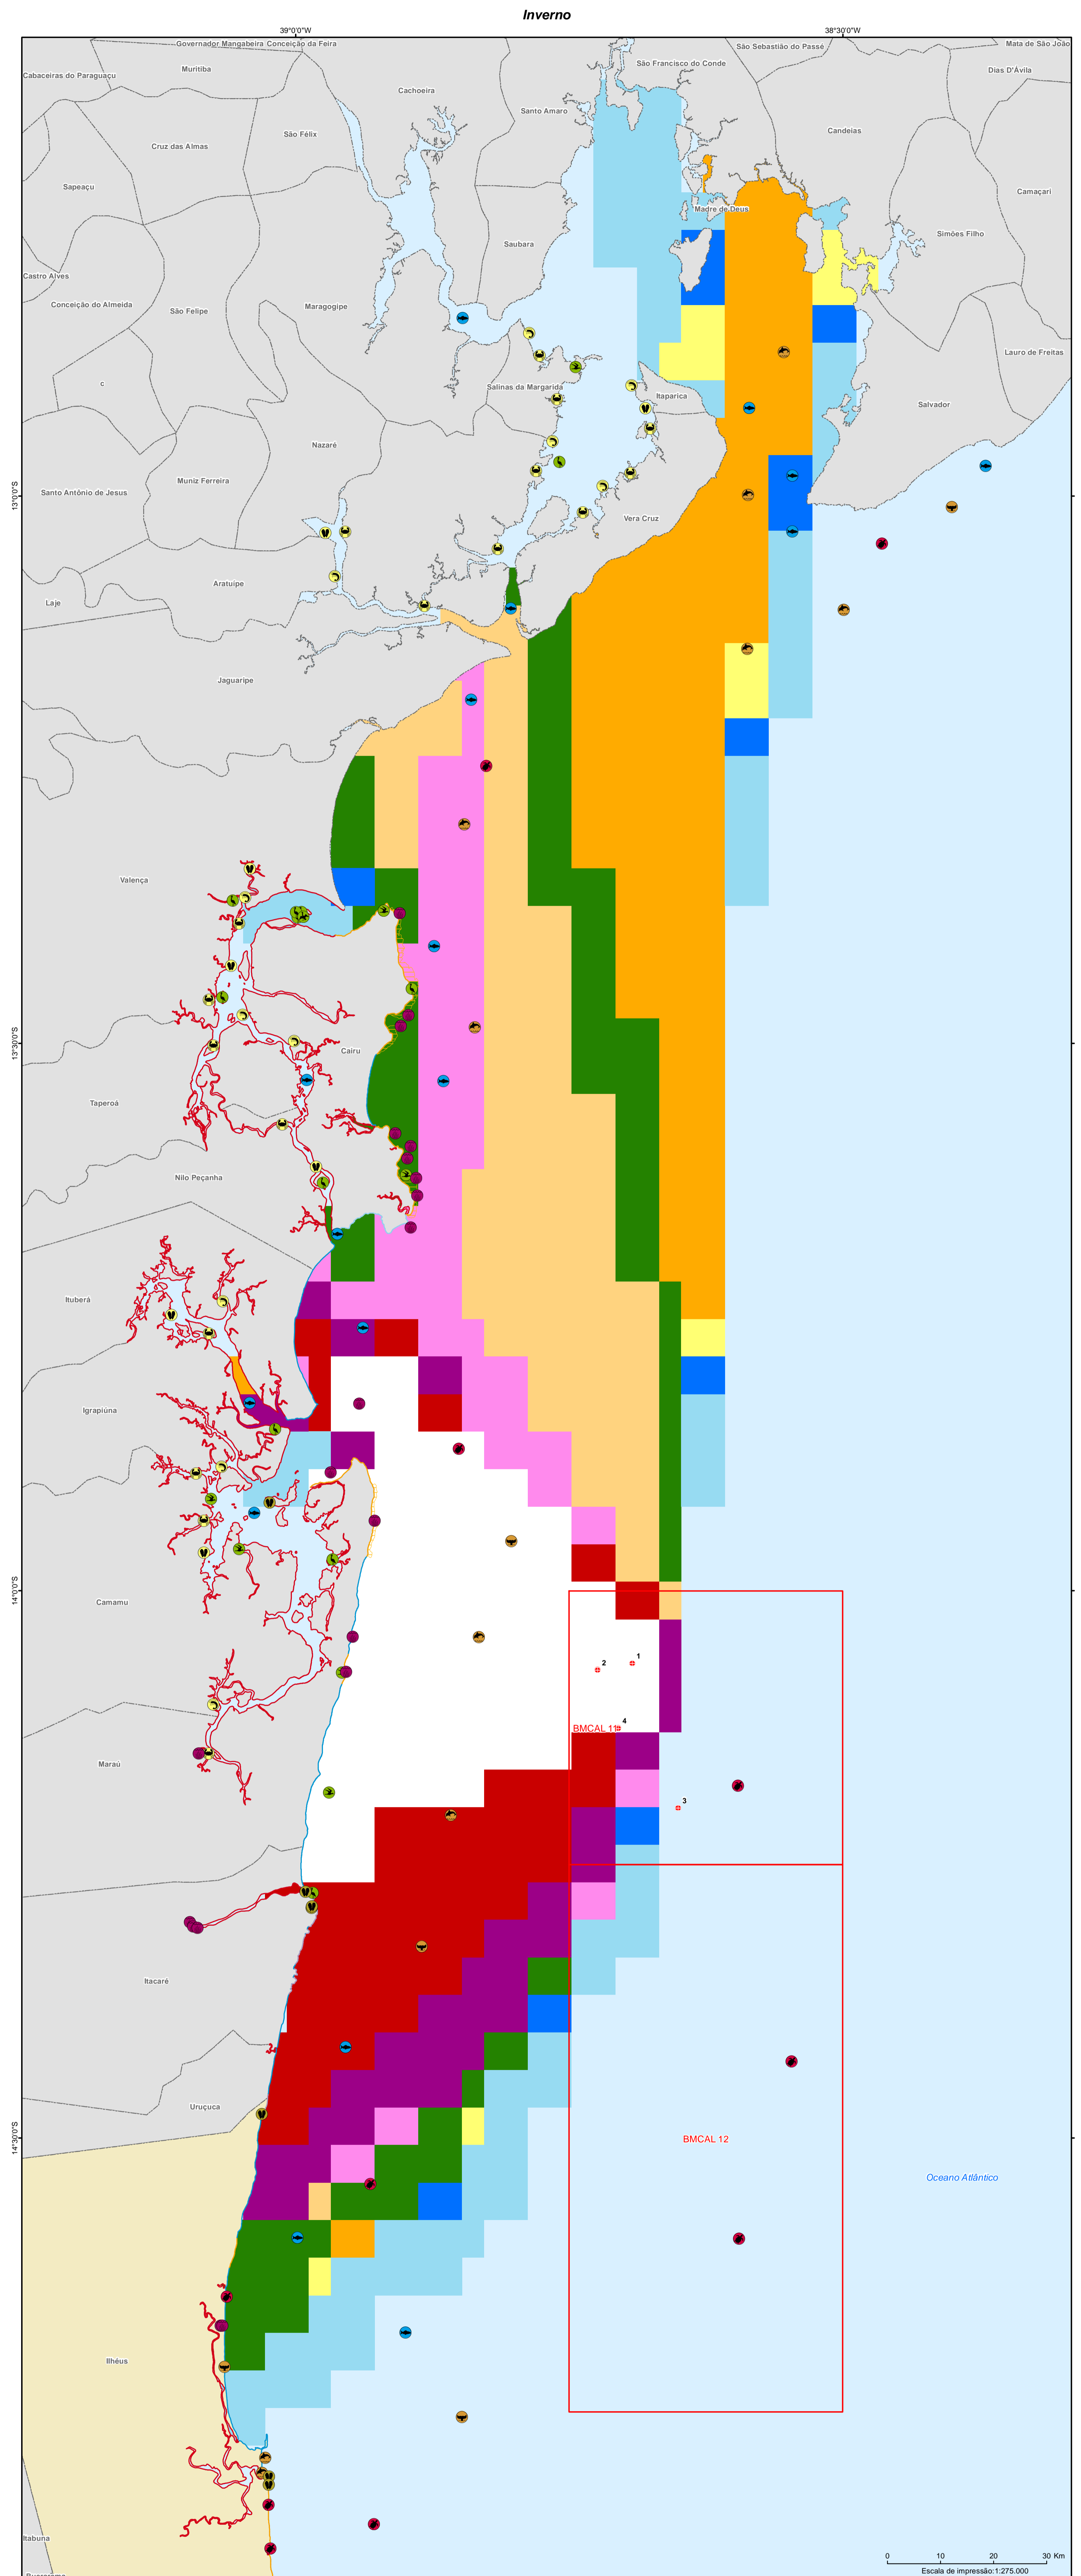 Inverno
39°0'0"W
38°30'0"W
Governador Mangabeira
Conceição da Feira
São Sebastião do Passé
Mata de São João
Cabaceiras do Paraguaçu
Muritiba
São Francisco do Conde
Dias D'Ávila
Cachoeira
Santo Amaro
São Félix
Candeias
Cruz das Almas
Sapeaçu
Camaçari
Madre de Deus
Saubara
Simões Filho
Castro Alves
Conceição do Almeida
São Felipe
Maragogipe
Lauro de Freitas
c
Salinas da Margarida
Itaparica
Salvador
Nazaré
Muniz Ferreira
Santo Antônio de Jesus
13°0'0"S
Vera Cruz
Aratuípe
Laje
Jaguaripe
Valença
13°30'0"S
Cairu
Taperoá
Nilo Peçanha
Ituberá
Igrapiúna
14°0'0"S
Camamu
1
2
4
BMCAL 11
Maraú
3
Itacaré
Uruçuca
14°30'0"S
BMCAL 12
Oceano Atlântico
Ilhéus
Itabuna
0 10 20 30 Km
Escala de impressão:1:275.000